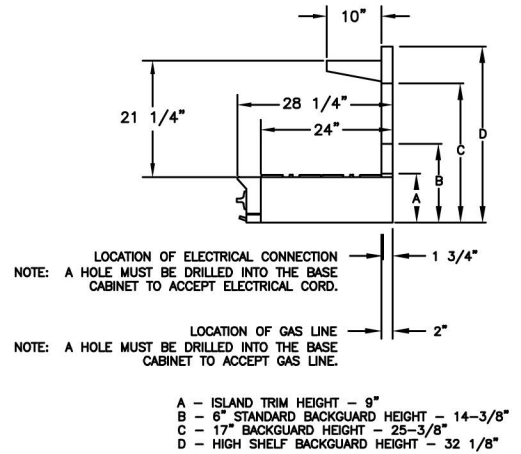 10"
21 1/4"
28 1/4"
24"
D
C
B
A
LOCATION OF ELECTRICAL CONNECTION
1 3/4"
NOTE: A HOLE MUST BE DRILLED INTO THE BASE
CABINET TO ACCEPT ELECTRICAL CORD.
LOCATION OF GAS LINE
2"
NOTE: A HOLE MUST BE DRILLED INTO THE BASE
CABINET TO ACCEPT GAS LINE.
A – ISLAND TRIM HEIGHT – 9"
B – 6" STANDARD BACKGUARD HEIGHT – 14-3/8"
C – 17" BACKGUARD HEIGHT – 25-3/8"
D – HIGH SHELF BACKGUARD HEIGHT – 32 1/8"